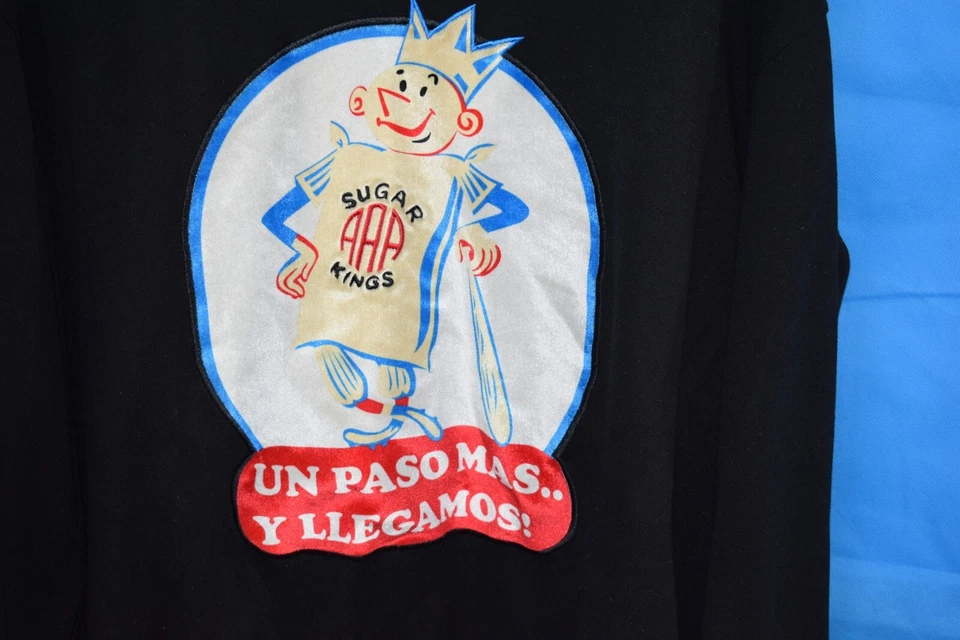 SUGAR
AAA
KINGS
UN PASO MAS..
Y LLEGAMOS!